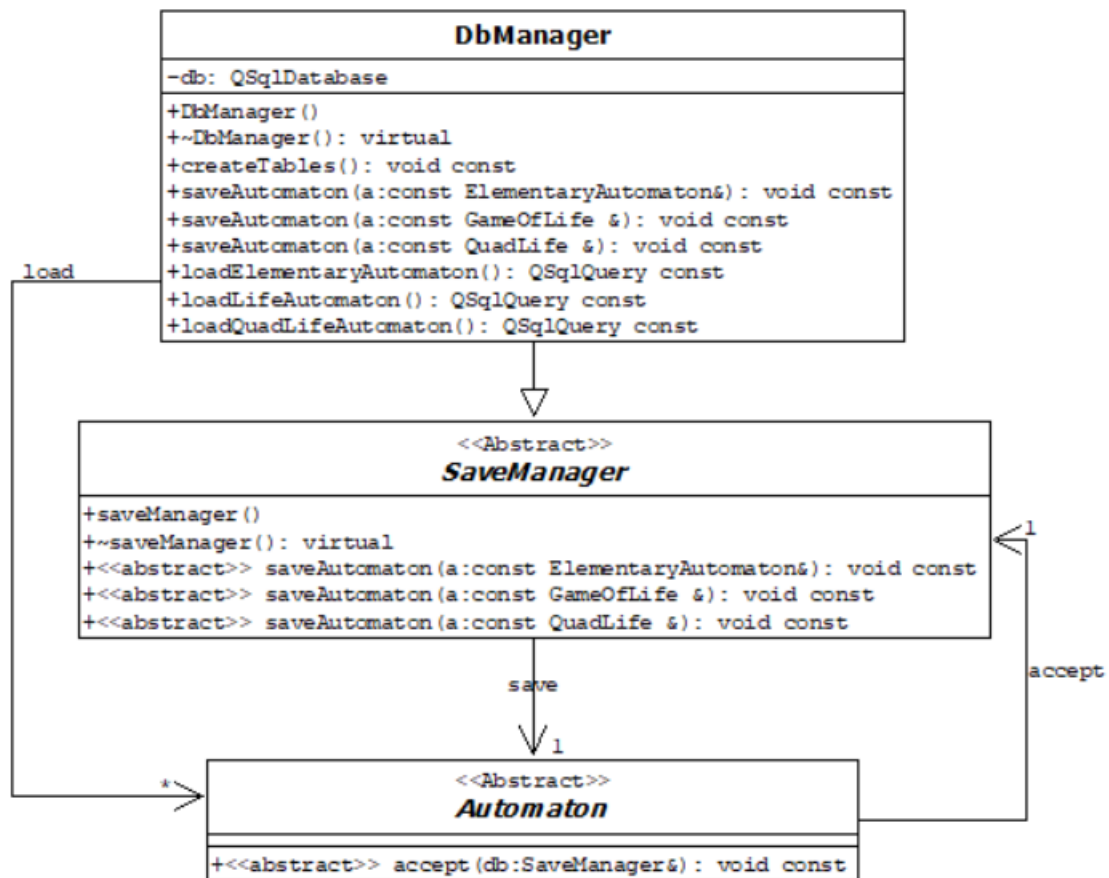 DbManager
-db: QSqlDatabase
+DbManager()
+~DbManager(): virtual
+createTables(): void const
+saveAutomaton(a:const ElementaryAutomaton&): void const
+saveAutomaton(a:const GameOfLife &): void const
+saveAutomaton(a:const QuadLife &): void const
+loadElementaryAutomaton(): QSqlQuery const
+loadLifeAutomaton(): QSqlQuery const
+loadQuadLifeAutomaton(): QSqlQuery const
load
<<Abstract>>
SaveManager
+saveManager()
+~saveManager(): virtual
+<<abstract>> saveAutomaton(a:const ElementaryAutomaton&): void const
+<<abstract>> saveAutomaton(a:const GameOfLife &): void const
+<<abstract>> saveAutomaton(a:const QuadLife &): void const
1
accept
save
1
*
<<Abstract>>
Automaton
+<<abstract>> accept(db:SaveManager&): void const